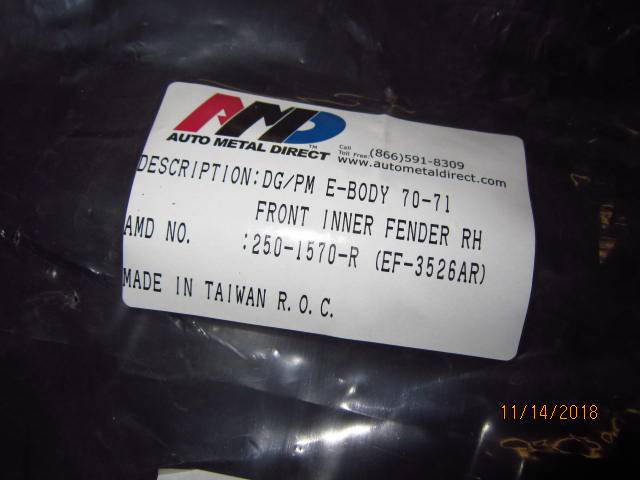 AMD
TM
AUTO METAL DIRECT
Call
Toll Free: (866)591-8309
www.autometaldirect.com
DESCRIPTION:DG/PM E-BODY 70-71
FRONT INNER FENDER RH
AMD NO. :250-1570-R (EF-3526AR)
MADE IN TAIWAN R.O.C.
11/14/2018